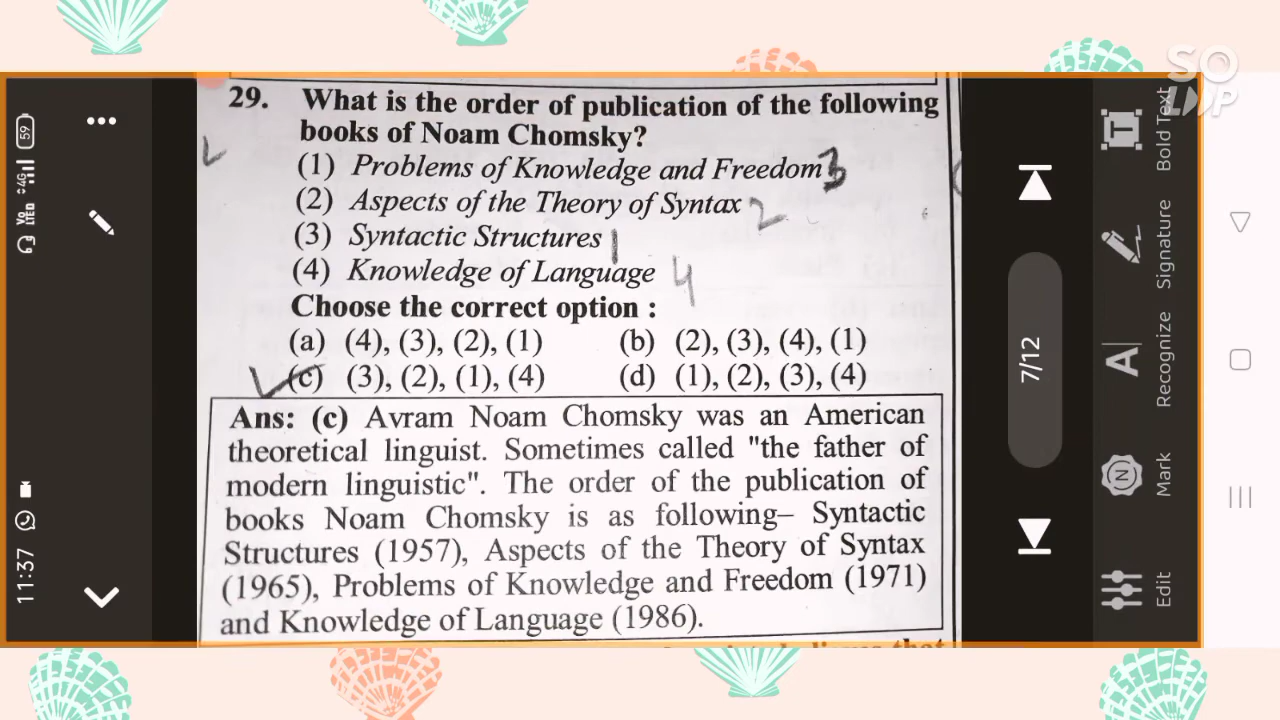 29. What is the order of publication of the following
books of Noam Chomsky?
(1) Problems of Knowledge and Freedom 3
(2) Aspects of the Theory of Syntax 2
(3) Syntactic Structures 1
(4) Knowledge of Language 4
Choose the correct option :
(a) (4), (3), (2), (1) (b) (2), (3), (4), (1)
(c) (3), (2), (1), (4) (d) (1), (2), (3), (4)
Ans: (c) Avram Noam Chomsky was an American
theoretical linguist. Sometimes called "the father of
modern linguistic". The order of the publication of
books Noam Chomsky is as following– Syntactic
Structures (1957), Aspects of the Theory of Syntax
(1965), Problems of Knowledge and Freedom (1971)
and Knowledge of Language (1986).
11:37
4G
59
7/12
Bold Text
Signature
Recognize
Mark
Edit